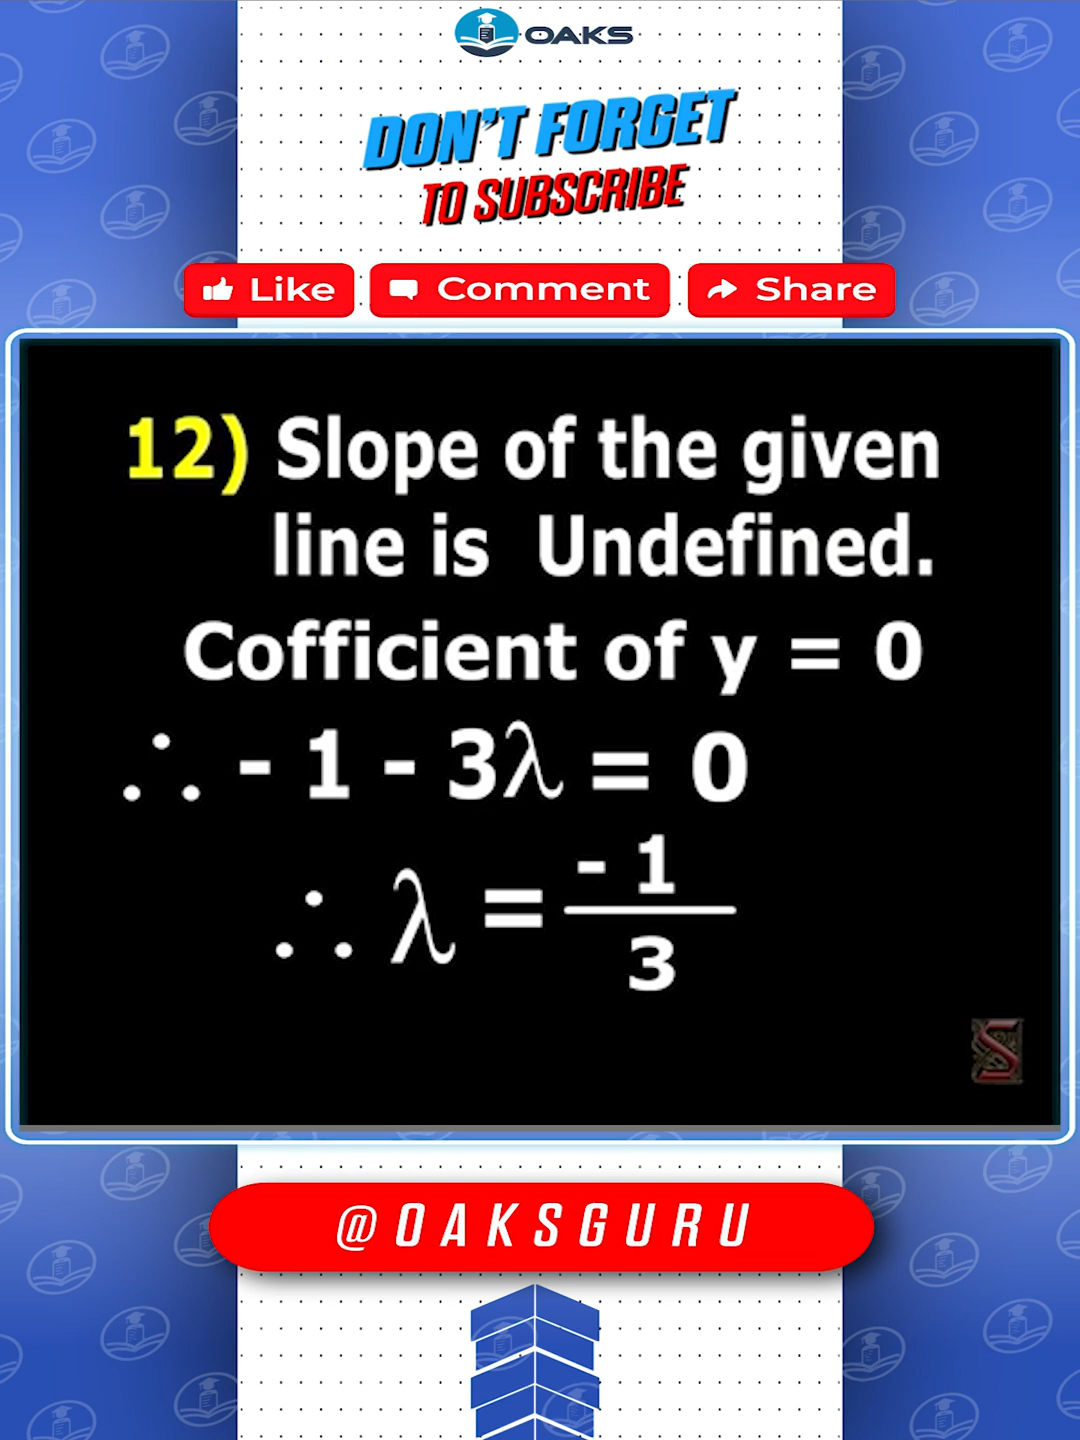 OAKS
DON'T FORGET
TO SUBSCRIBE
Like
Comment
Share
12) Slope of the given
line is Undefined.
Cofficient of y = 0
∴ - 1 - 3λ = 0
∴ λ = - 1
3
S
@OAKSGURU